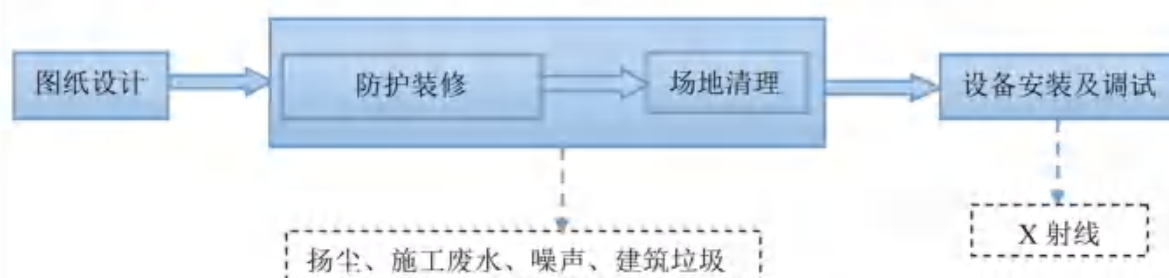 图纸设计
防护装修
场地清理
设备安装及调试
扬尘、施工废水、噪声、建筑垃圾
X 射线